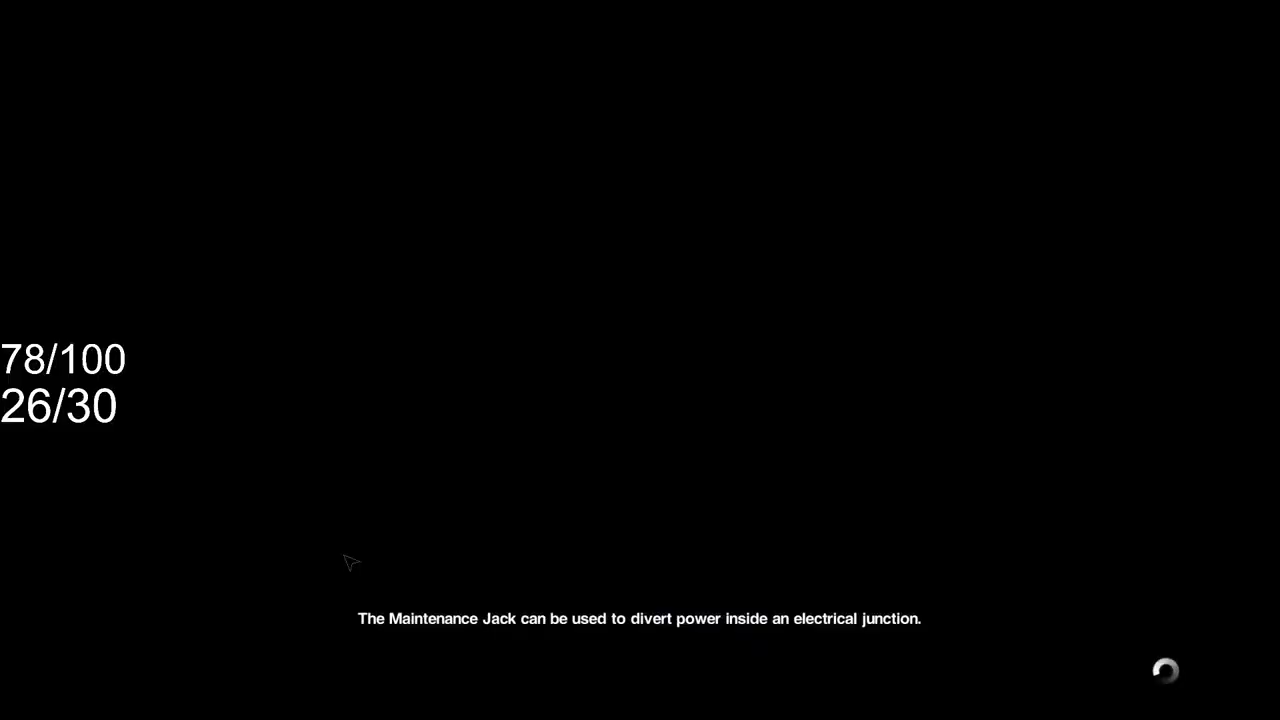 78/100
26/30
The Maintenance Jack can be used to divert power inside an electrical junction.